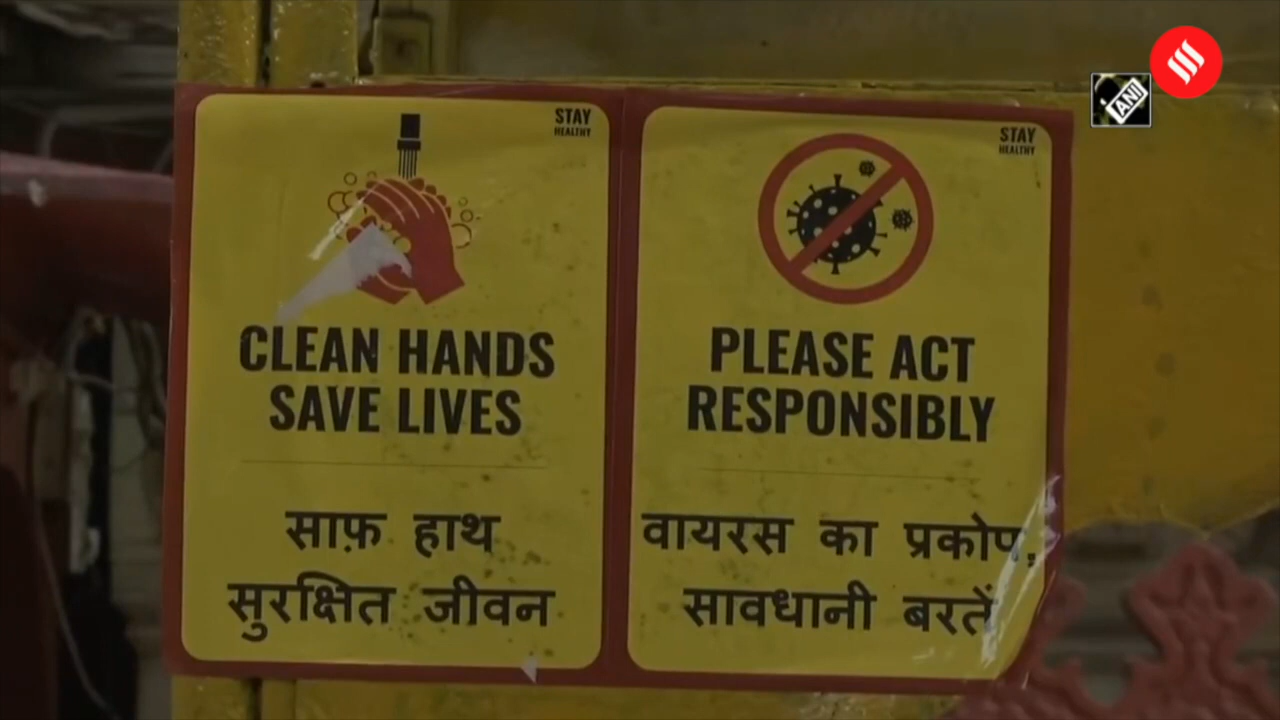 STAY
HEALTHY
CLEAN HANDS
SAVE LIVES
साफ़ हाथ
सुरक्षित जीवन
STAY
HEALTHY
PLEASE ACT
RESPONSIBLY
वायरस का प्रकोप,
सावधानी बरतें
ANI